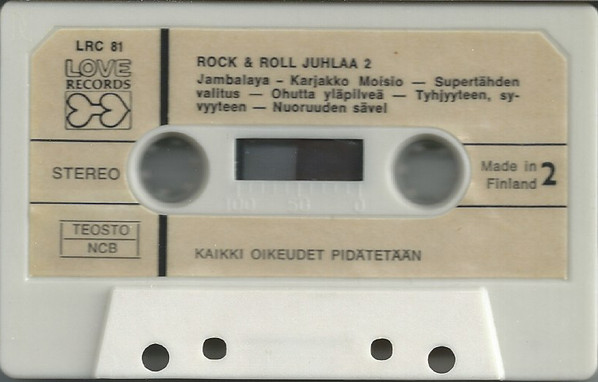 LRC 81
LOVE
RECORDS
ROCK & ROLL JUHLAA 2
Jambalaya – Karjakko Moisio — Supertähden
valitus — Ohutta yläpilveä — Tyhjyyteen, sy-
vyyteen — Nuoruuden sävel
STEREO
100 50 0
Made in
Finland
2
TEOSTO
NCB
KAIKKI OIKEUDET PIDÄTETÄÄN